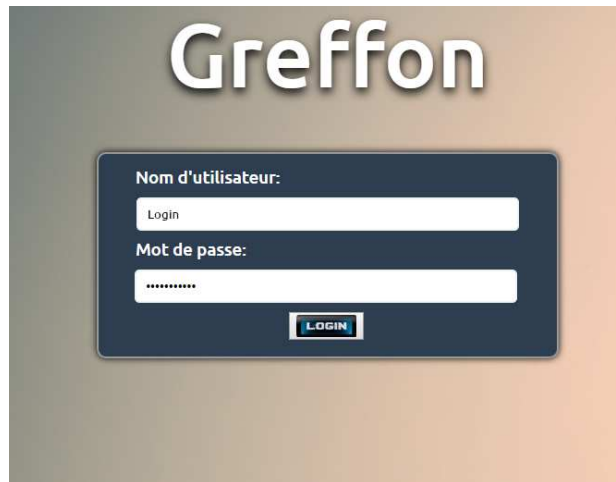 Greffon
Nom d'utilisateur:
Login
Mot de passe:
•••••••••••
LOGIN